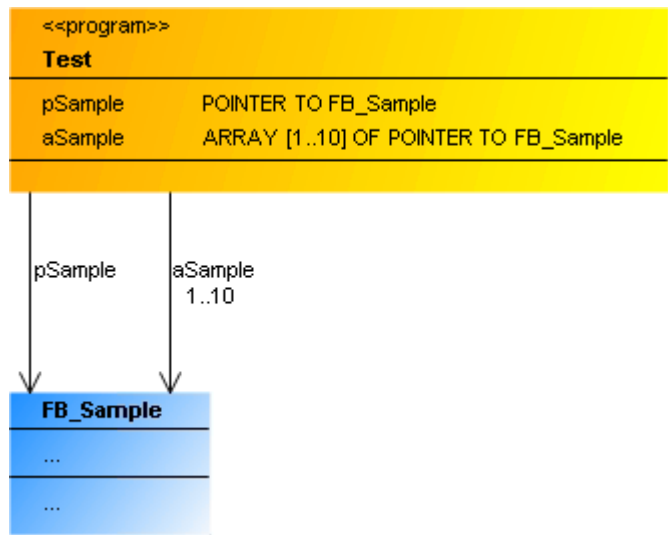 <<program>>
Test
pSample POINTER TO FB_Sample
aSample ARRAY [1..10] OF POINTER TO FB_Sample
pSample
aSample
1..10
FB_Sample
...
...